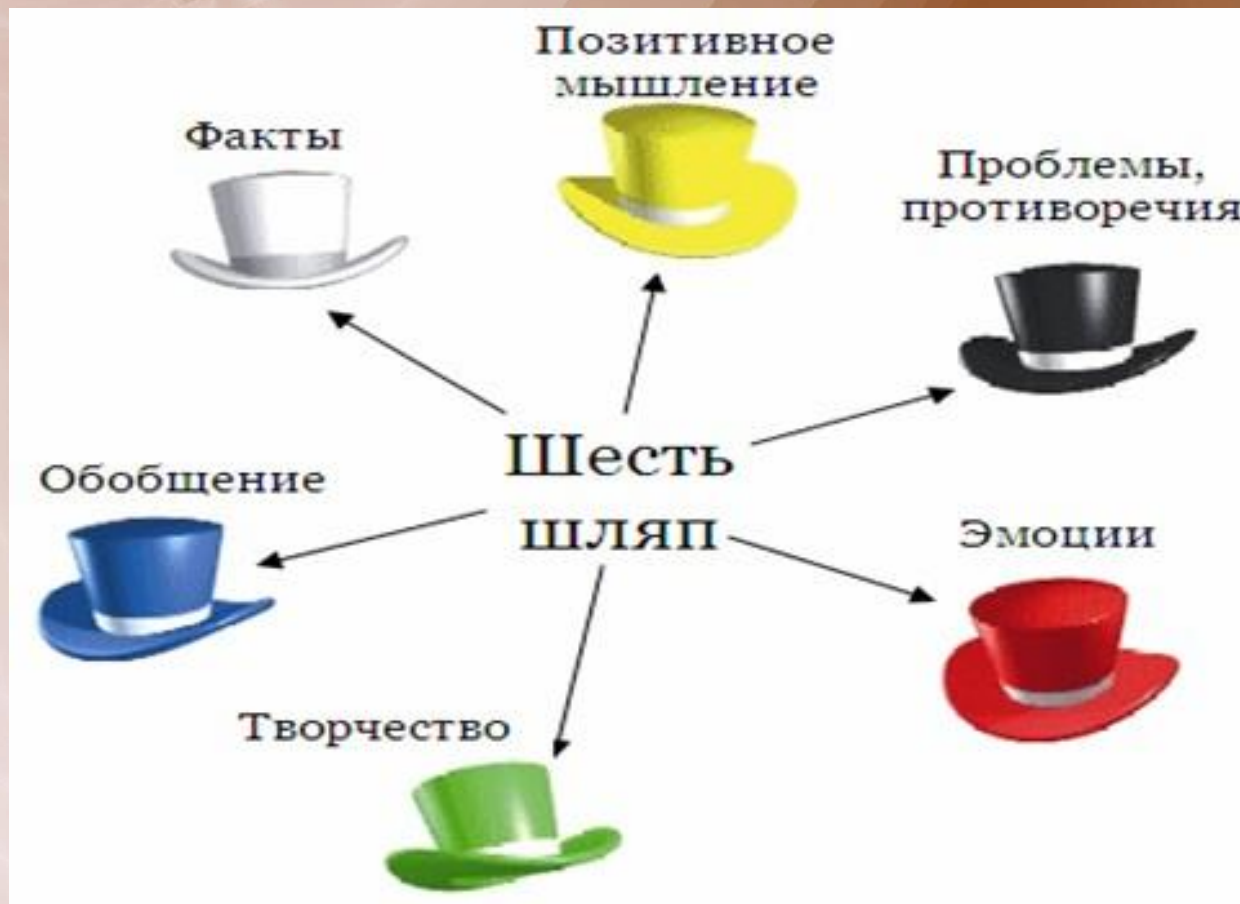 Позитивное
мышление
Факты
Проблемы,
противоречия
Шесть
шляп
Обобщение
Эмоции
Творчество